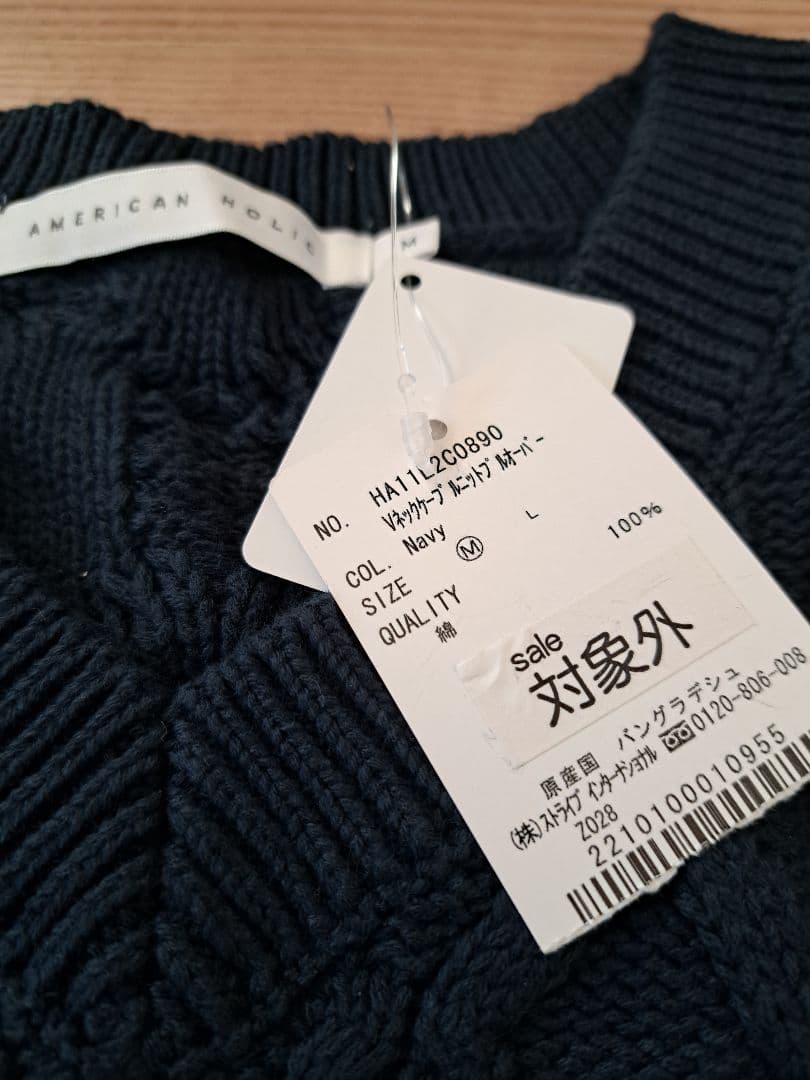 AMERICAN HOLIC
M
NO. HA11L2C0890
Vネックケーブルニットプルオーバー
COL. Navy
SIZE Ⓜ L
QUALITY
綿 100%
sale
対象外
原産国 バングラデシュ
(株)ストライプ インターナショナル 0120-806-008
Z028
2210100010955